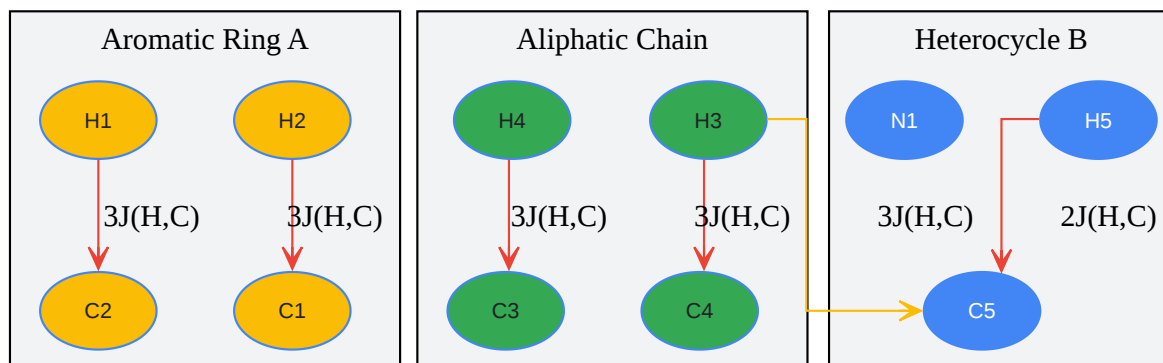 Aromatic Ring A
Aliphatic Chain
Heterocycle B
H1
H2
H4
H3
N1
H5
3J(H,C)
3J(H,C)
3J(H,C)
3J(H,C)
3J(H,C)
2J(H,C)
C2
C1
C3
C4
C5